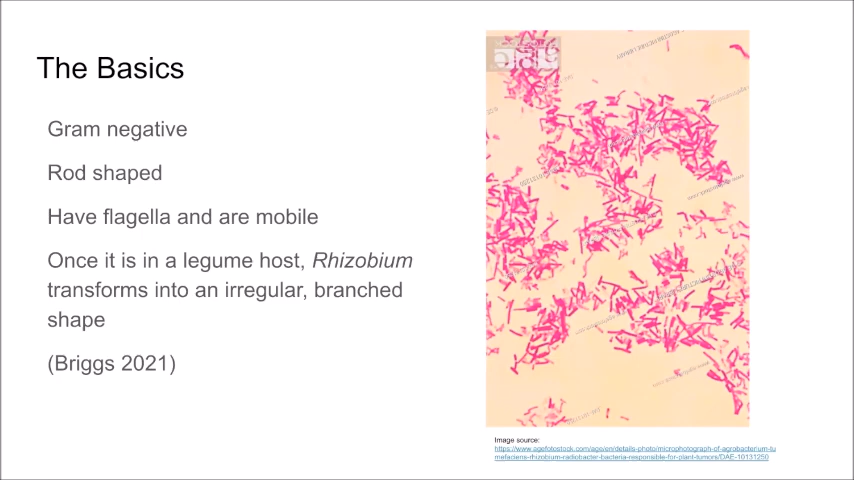 The Basics
Gram negative
Rod shaped
Have flagella and are mobile
Once it is in a legume host, Rhizobium
transforms into an irregular, branched
shape
(Briggs 2021)
Image source:
https://www.agefotostock.com/age/en/details-photo/microphotograph-of-agrobacterium-tu
mefaciens-rhizobium-radiobacter-bacteria-responsible-for-plant-tumors/DAE-10131250